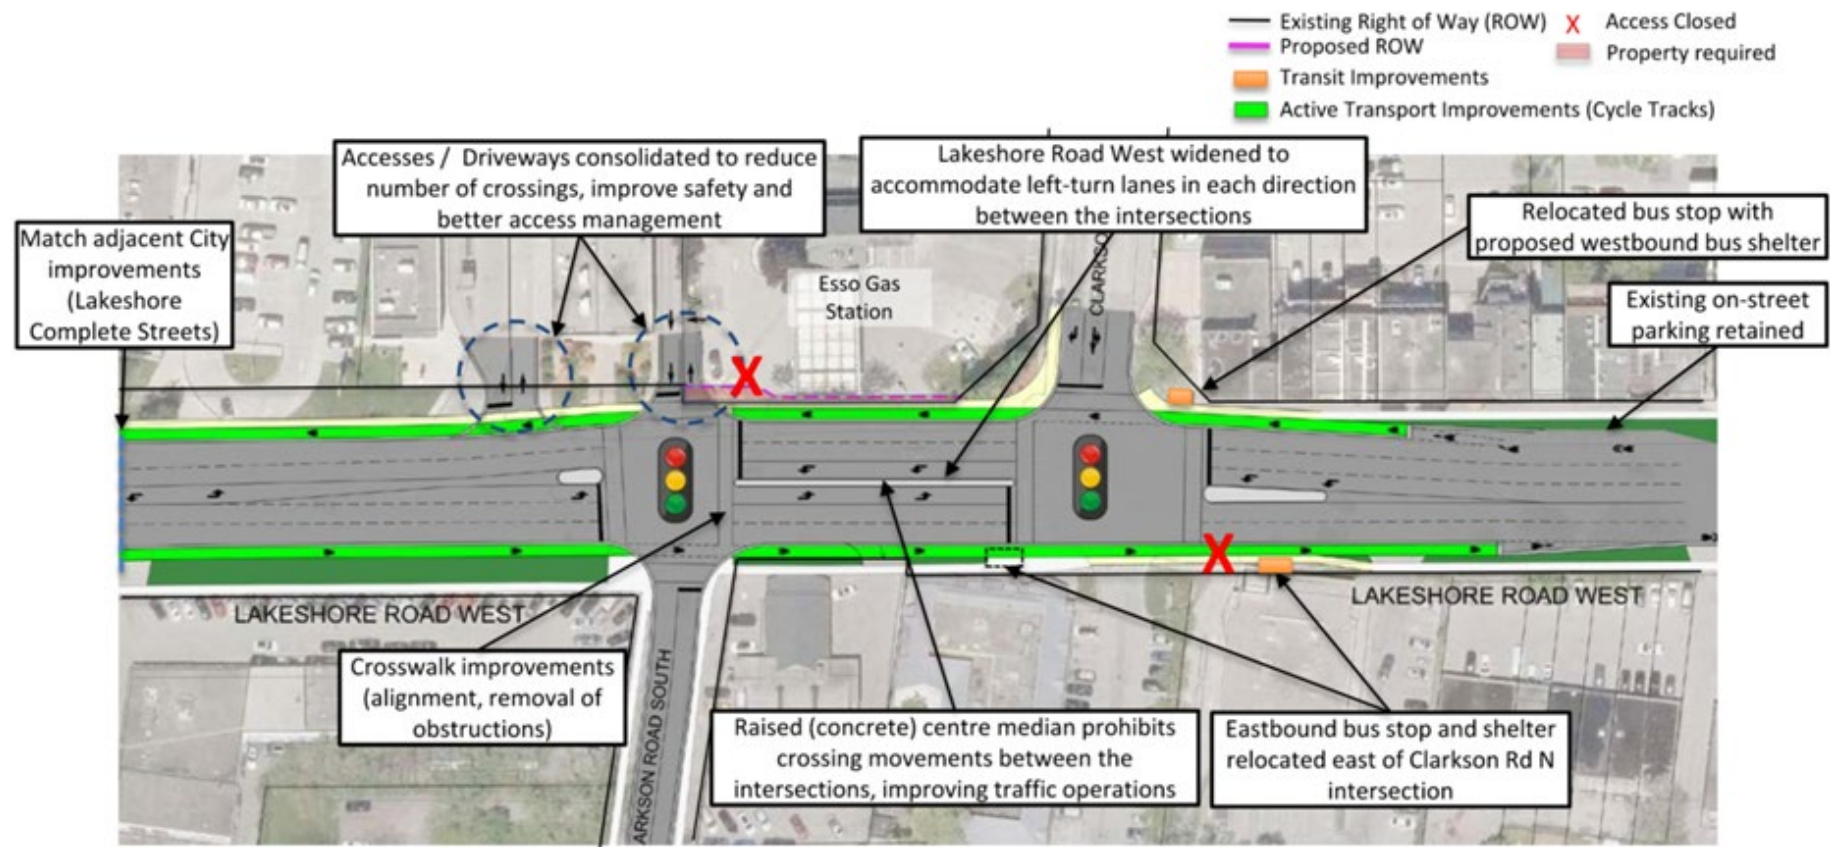 Existing Right of Way (ROW)
X Access Closed
Proposed ROW
Property required
Transit Improvements
Active Transport Improvements (Cycle Tracks)
Accesses / Driveways consolidated to reduce
number of crossings, improve safety and
better access management
Lakeshore Road West widened to
accommodate left-turn lanes in each direction
between the intersections
Relocated bus stop with
proposed westbound bus shelter
Match adjacent City
improvements
(Lakeshore
Complete Streets)
Existing on-street
parking retained
Esso Gas
Station
CLARKSO
X
X
LAKESHORE ROAD WEST
LAKESHORE ROAD WEST
ARKSON ROAD SOUTH
Crosswalk improvements
(alignment, removal of
obstructions)
Raised (concrete) centre median prohibits
crossing movements between the
intersections, improving traffic operations
Eastbound bus stop and shelter
relocated east of Clarkson Rd N
intersection